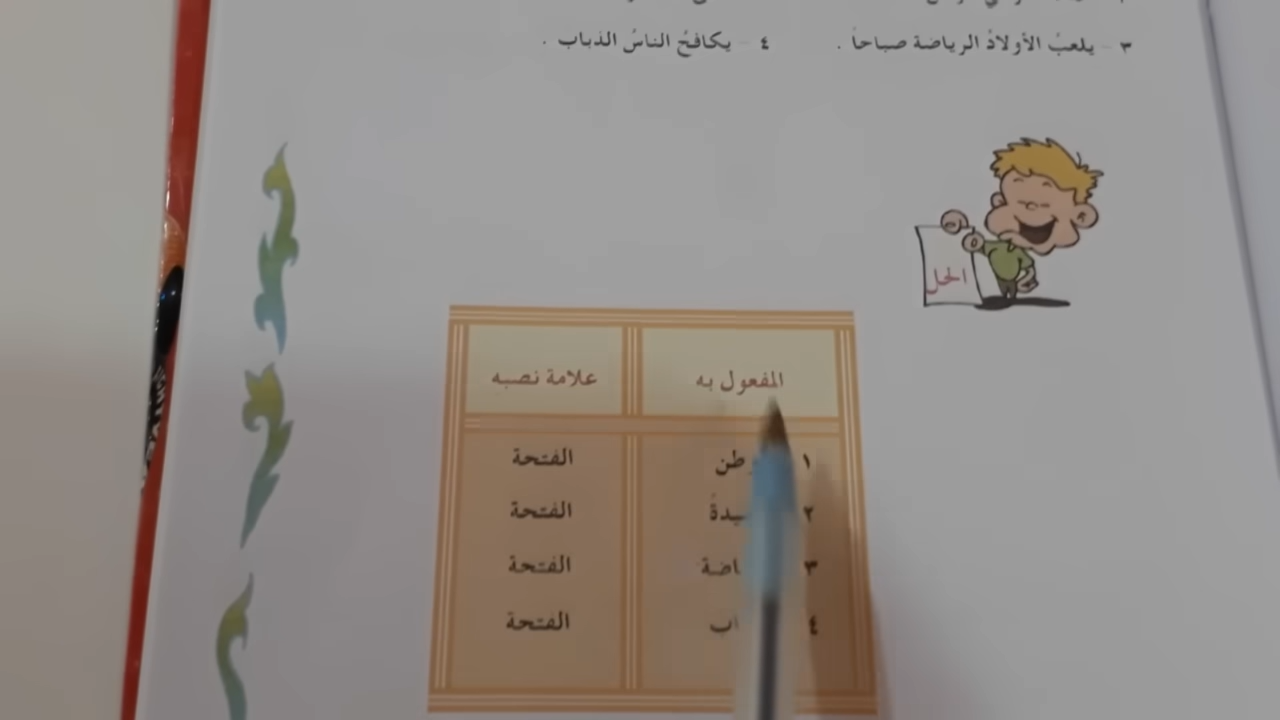 ٣ - يلعبُ الأولادُ الرياضة صباحاً .
٤ - يكافحُ الناسُ الذباب .
الحل
المفعول به
علامة نصبه
١
الفتحة
٢
الفتحة
٣
الفتحة
٤
الفتحة